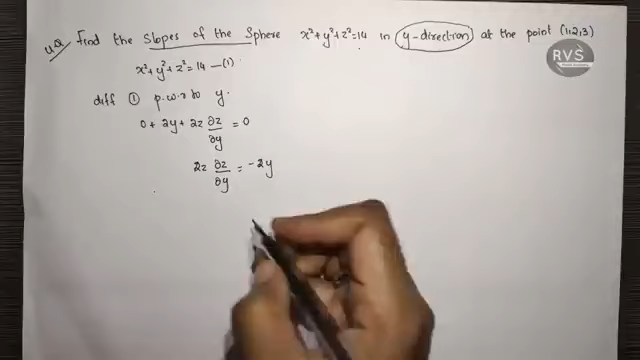 Find the slopes of the Sphere x²+y²+z²=14 in y-direction at the point (1,2,3)
RVS
x²+y²+z²=14 —(1)
diff ① p.w.r.to y.
0+2y+2z ∂z/∂y =0
2z ∂z/∂y = -2y